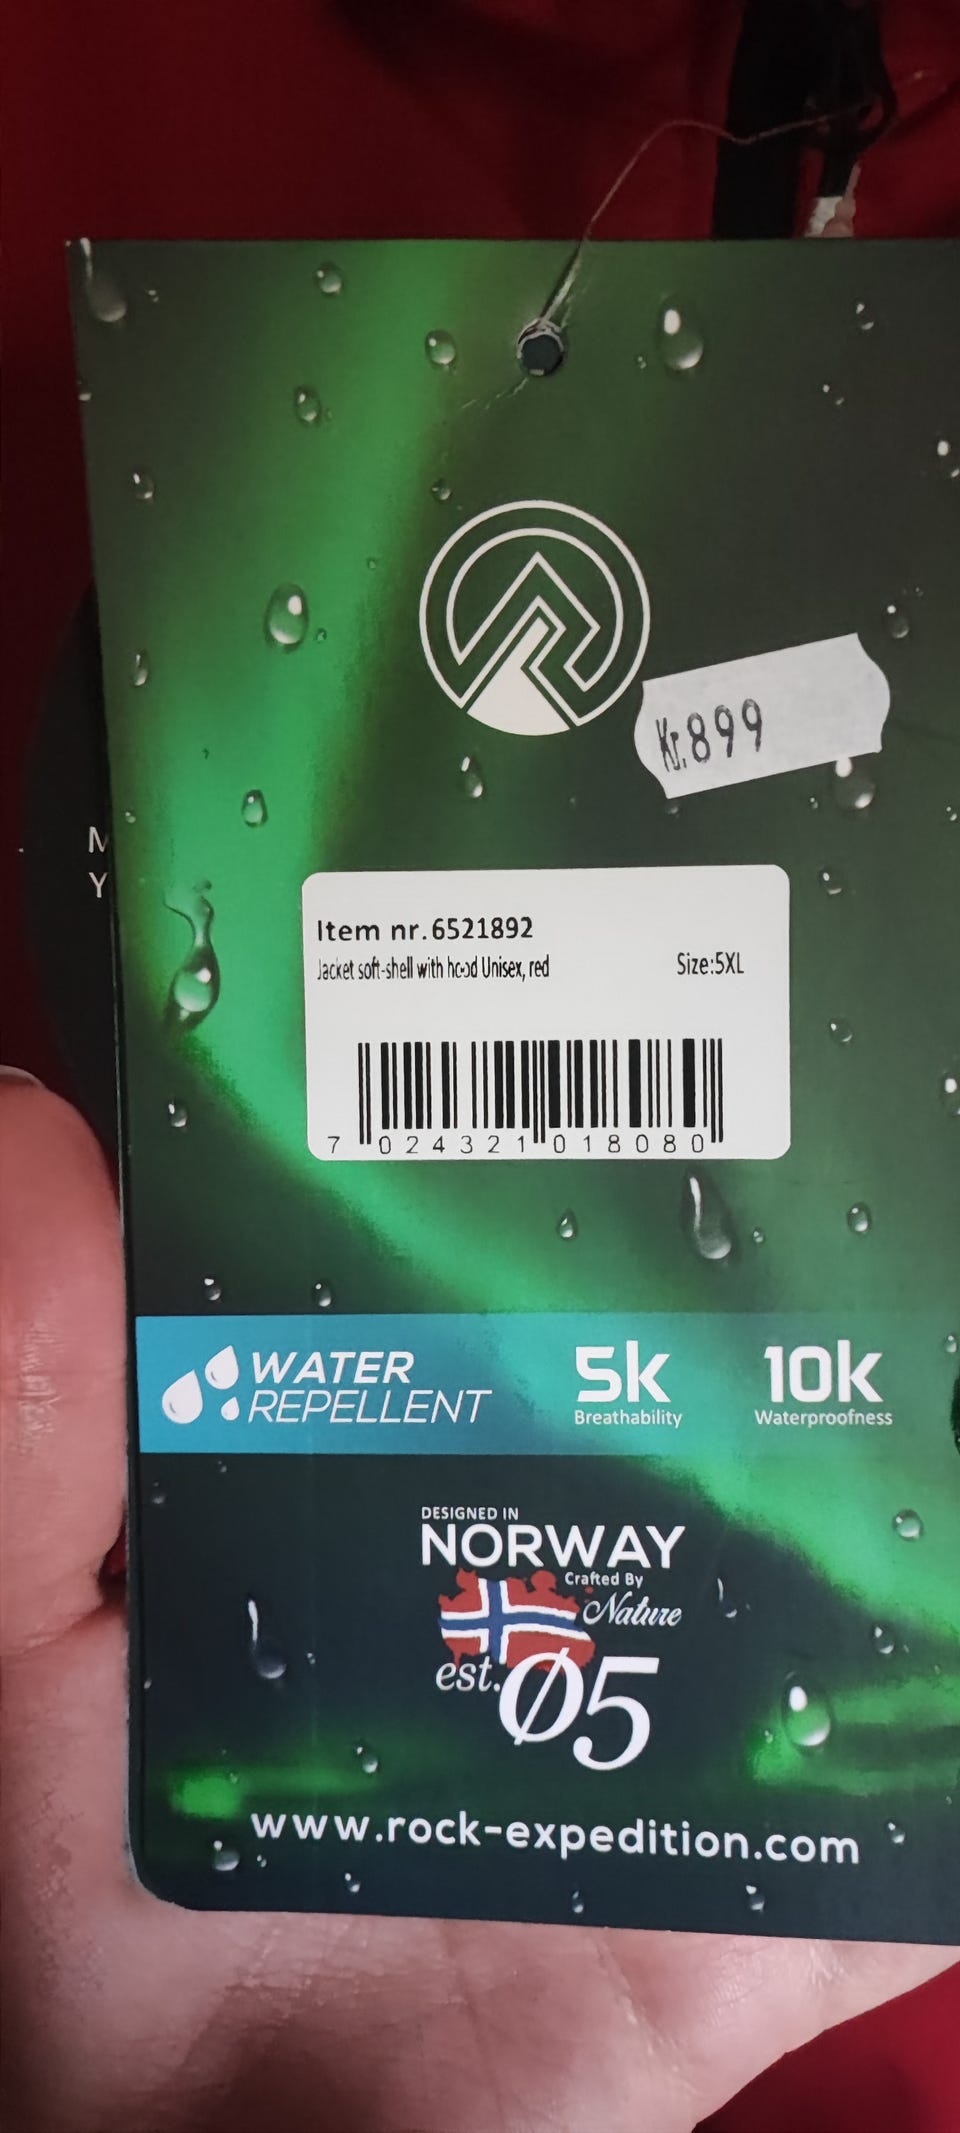 Kr.899
M
Y
Item nr.6521892
Jacket soft-shell with hood Unisex, red Size:5XL
7 024321 018080
WATER
REPELLENT
5k
Breathability
10k
Waterproofness
DESIGNED IN
NORWAY
Crafted By
Nature
est.Ø5
www.rock-expedition.com